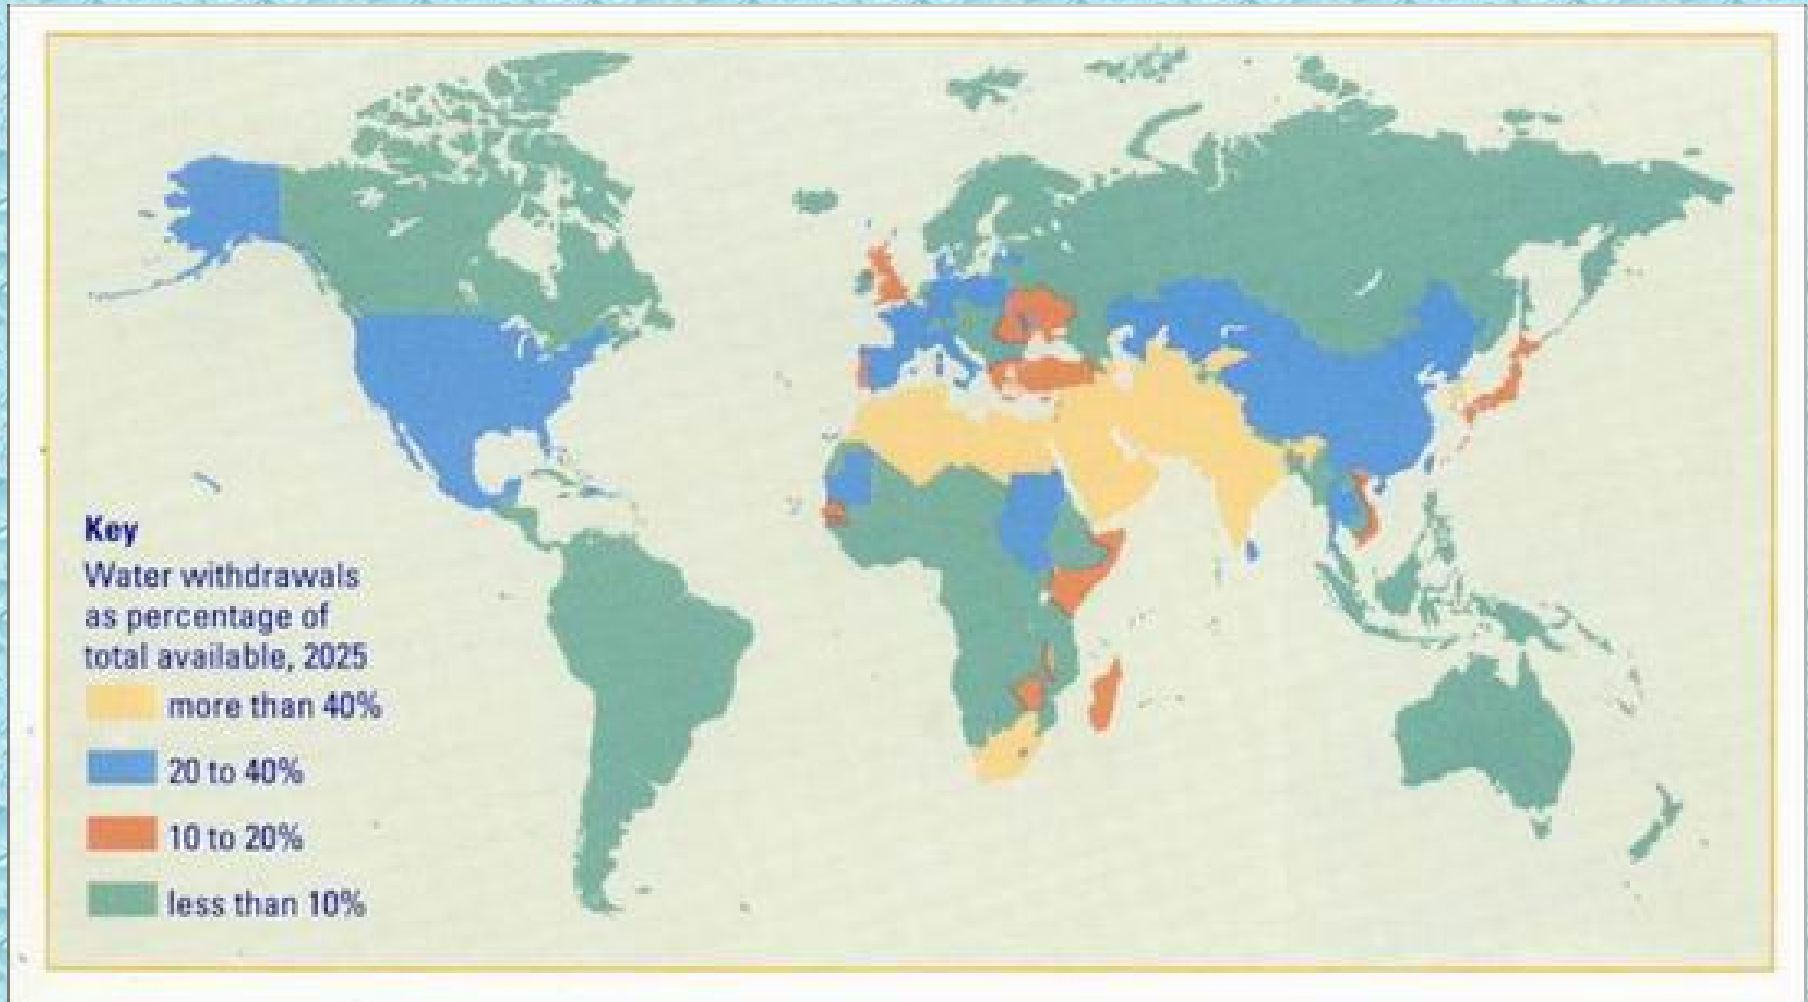 Key
Water withdrawals
as percentage of
total available, 2025
more than 40%
20 to 40%
10 to 20%
less than 10%